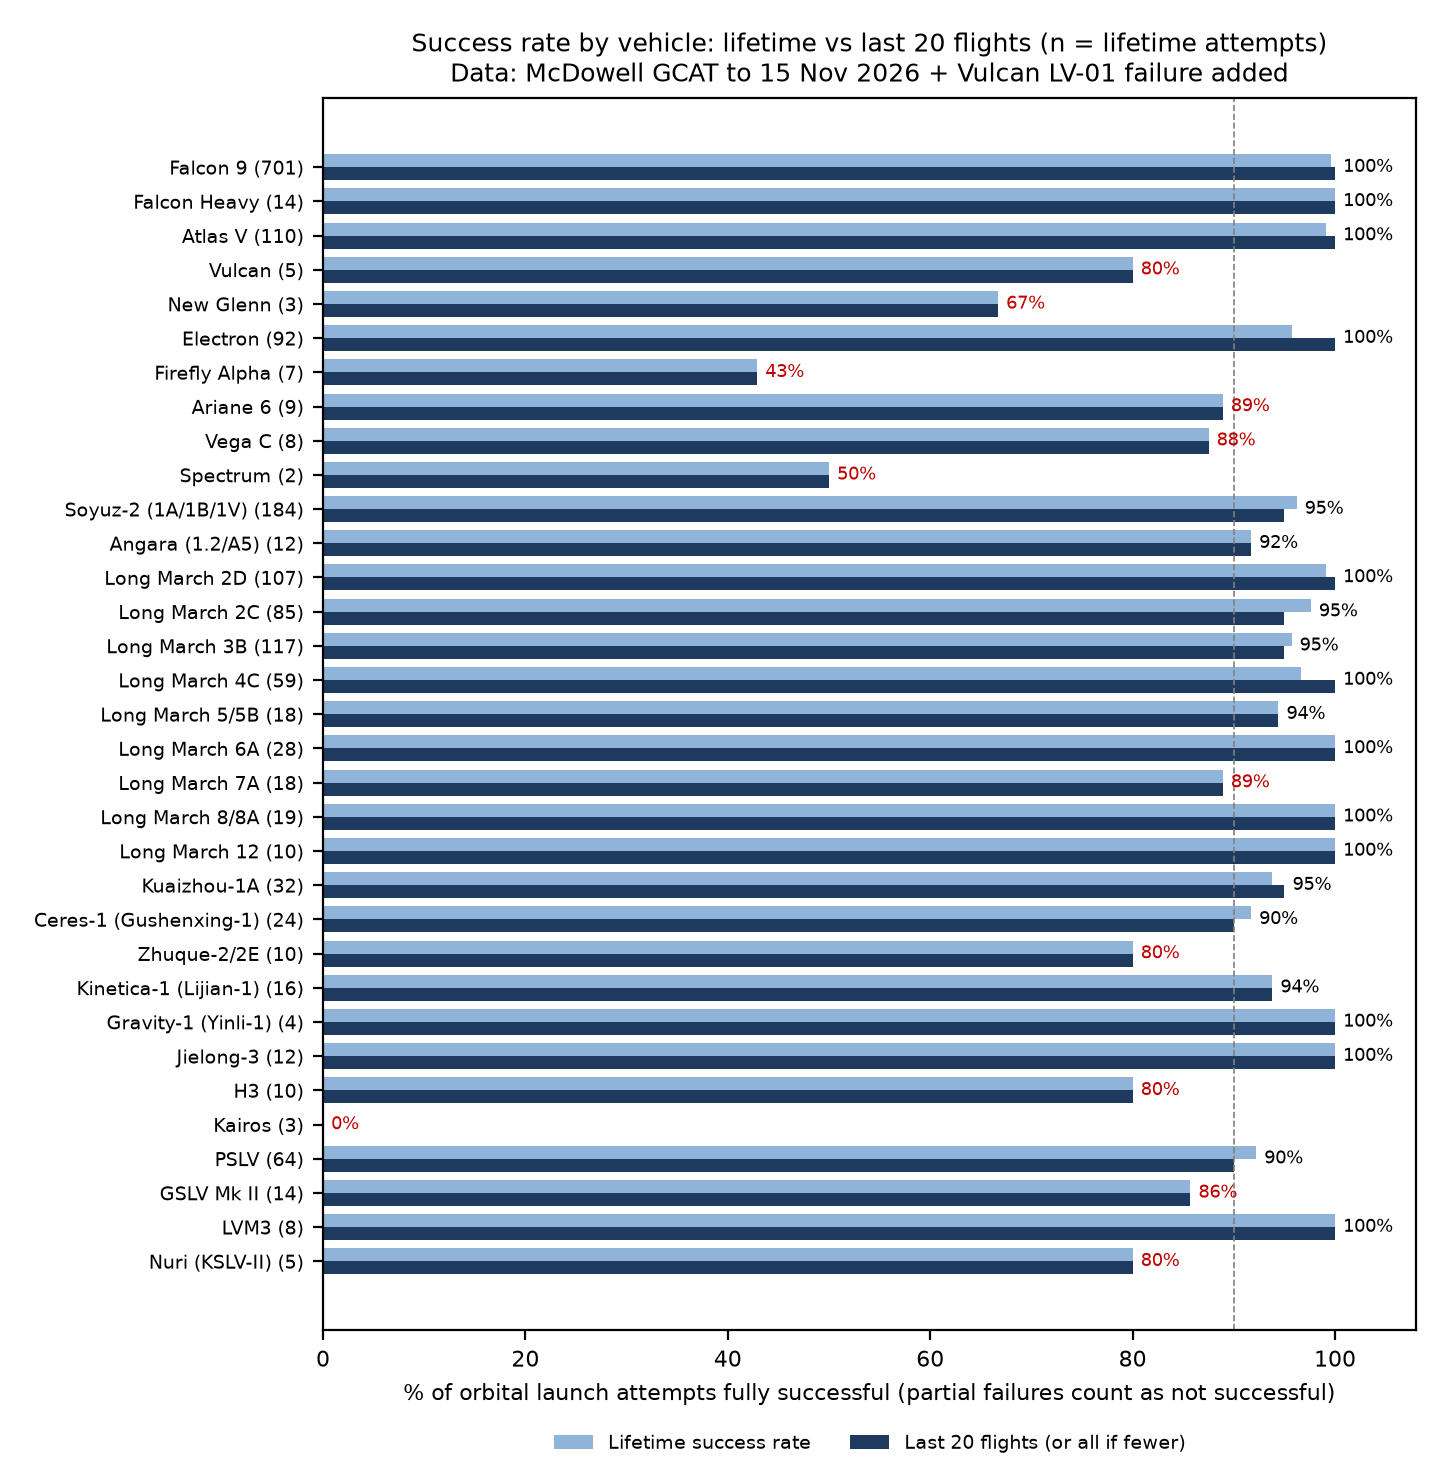 Success rate by vehicle: lifetime vs last 20 flights (n = lifetime attempts)
Data: McDowell GCAT to 15 Nov 2026 + Vulcan LV-01 failure added
Falcon 9 (701) 100%
Falcon Heavy (14) 100%
Atlas V (110) 100%
Vulcan (5) 80%
New Glenn (3) 67%
Electron (92) 100%
Firefly Alpha (7) 43%
Ariane 6 (9) 89%
Vega C (8) 88%
Spectrum (2) 50%
Soyuz-2 (1A/1B/1V) (184) 95%
Angara (1.2/A5) (12) 92%
Long March 2D (107) 100%
Long March 2C (85) 95%
Long March 3B (117) 95%
Long March 4C (59) 100%
Long March 5/5B (18) 94%
Long March 6A (28) 100%
Long March 7A (18) 89%
Long March 8/8A (19) 100%
Long March 12 (10) 100%
Kuaizhou-1A (32) 95%
Ceres-1 (Gushenxing-1) (24) 90%
Zhuque-2/2E (10) 80%
Kinetica-1 (Lijian-1) (16) 94%
Gravity-1 (Yinli-1) (4) 100%
Jielong-3 (12) 100%
H3 (10) 80%
Kairos (3) 0%
PSLV (64) 90%
GSLV Mk II (14) 86%
LVM3 (8) 100%
Nuri (KSLV-II) (5) 80%
0 20 40 60 80 100
% of orbital launch attempts fully successful (partial failures count as not successful)
Lifetime success rate Last 20 flights (or all if fewer)